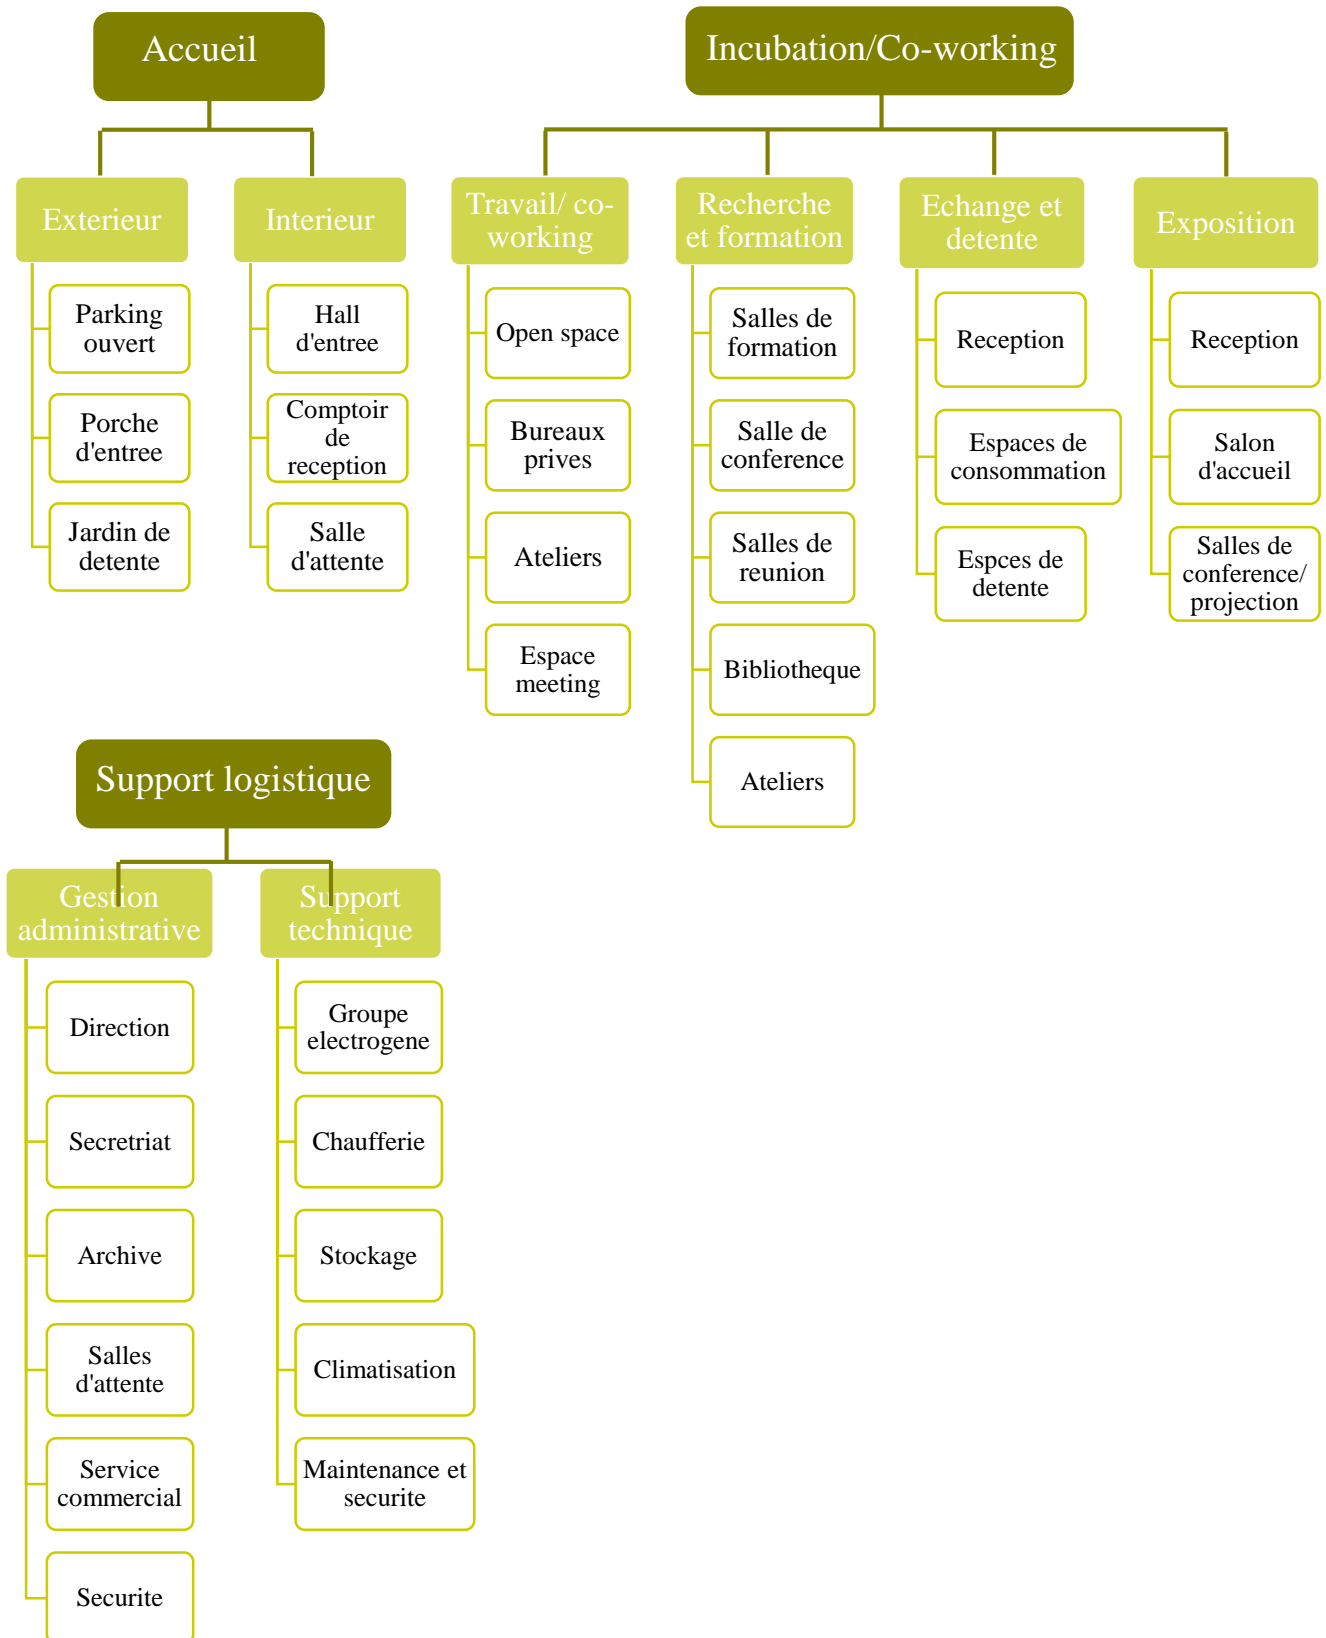 Accueil
Exterieur
Parking
ouvert
Porche
d'entree
Jardin de
detente
Interieur
Hall
d'entree
Comptoir
de
reception
Salle
d'attente
Incubation/Co-working
Travail/ co-
working
Open space
Bureaux
prives
Ateliers
Espace
meeting
Recherche
et formation
Salles de
formation
Salle de
conference
Salles de
reunion
Bibliotheque
Ateliers
Echange et
detente
Reception
Espaces de
consommation
Espces de
detente
Exposition
Reception
Salon
d'accueil
Salles de
conference/
projection
Support logistique
Gestion
administrative
Direction
Secretriat
Archive
Salles
d'attente
Service
commercial
Securite
Support
technique
Groupe
electrogene
Chaufferie
Stockage
Climatisation
Maintenance et
securite